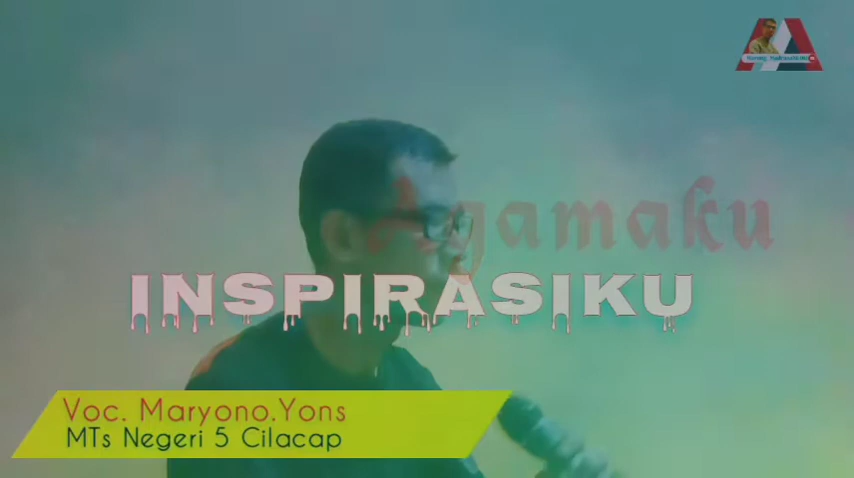 Agamaku
INSPIRASIKU
Voc. Maryono.Yons
MTs Negeri 5 Cilacap